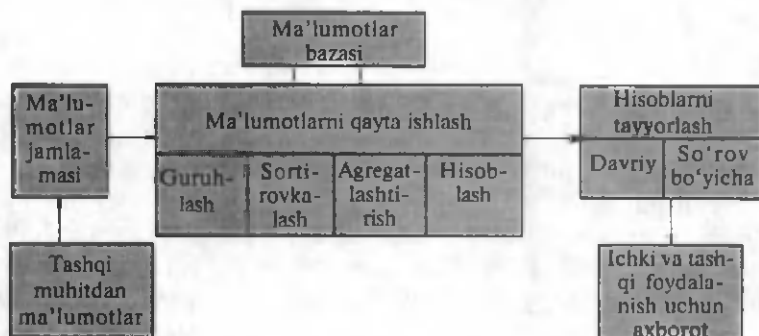 Ma'lumotlar
bazasi
Ma'lu-
motlar
jamla-
masi
Ma'lumotlarni qayta ishlash
Guruh-
lash
Sorti-
rovka-
lash
Agregat-
lashti-
rish
Hisob-
lash
Hisoblarni
tayyorlash
Davriy
So‘rov
bo‘yicha
Tashqi
muhitdan
ma'lumotlar
Ichki va tash-
qi foydala-
nish uchun
axborot